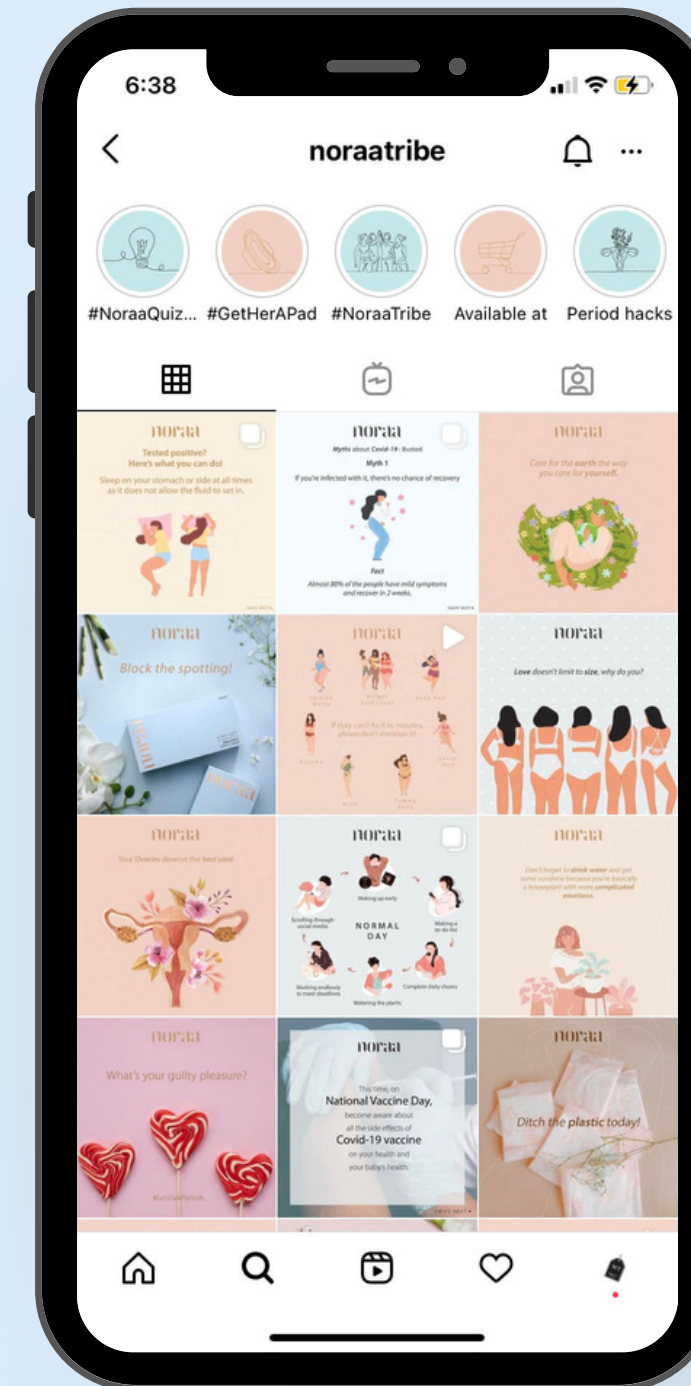 6:38
noraatribe
#NoraaQuiz...
#GetHerAPad
#NoraaTribe
Available at
Period hacks
noraa
Tested positive?
Here's what you can do!
Sleep on your stomach or side at all times
as it does not allow the fluid to set in.
noraa
Myths about Covid-19 : Busted
Myth 1
If you're infected with it, there's no chance of recovery
Fact
Almost 80% of the people have mild symptoms
and recover in 2 weeks.
noraa
Care for the earth the way
you care for yourself.
noraa
Block the spotting!
noraa
noraa
noraa
If they can't fix it in minutes,
please don't mention it!
noraa
Love doesn't limit to size, why do you?
noraa
Your Ovaries deserve the best care!
noraa
NORMAL
DAY
Waking up early
Making a
to-do list
Complete daily chores
Watering the plants
Working endlessly
to meet deadlines
Scrolling through
social media
noraa
Don't forget to drink water and get
some sunshine because you're basically
a houseplant with more complicated
emotions.
noraa
What's your guilty pleasure?
#LetsTalkPeriods
noraa
This time, on
National Vaccine Day,
become aware about
all the side effects of
Covid-19 vaccine
on your health and
your baby's health.
noraa
Ditch the plastic today!